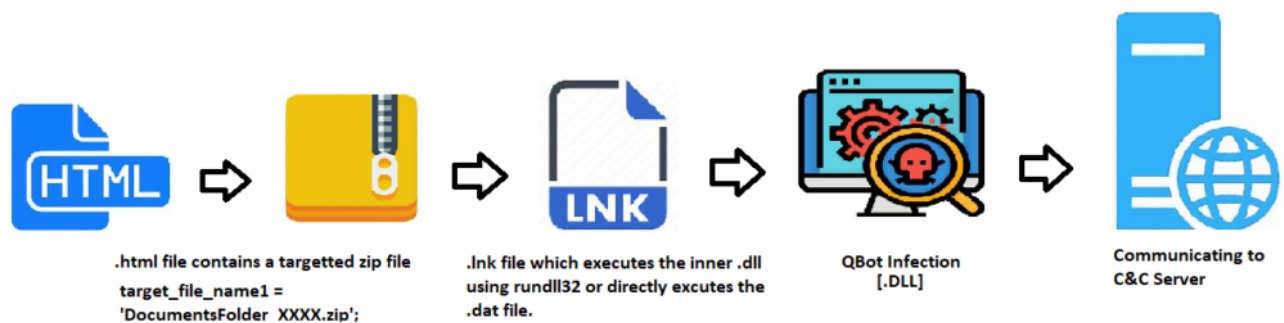 HTML
LNK
.html file contains a targetted zip file
target_file_name1 =
'DocumentsFolder_XXXX.zip';
.lnk file which executes the inner .dll
using rundll32 or directly excutes the
.dat file.
QBot Infection
[.DLL]
Communicating to
C&C Server